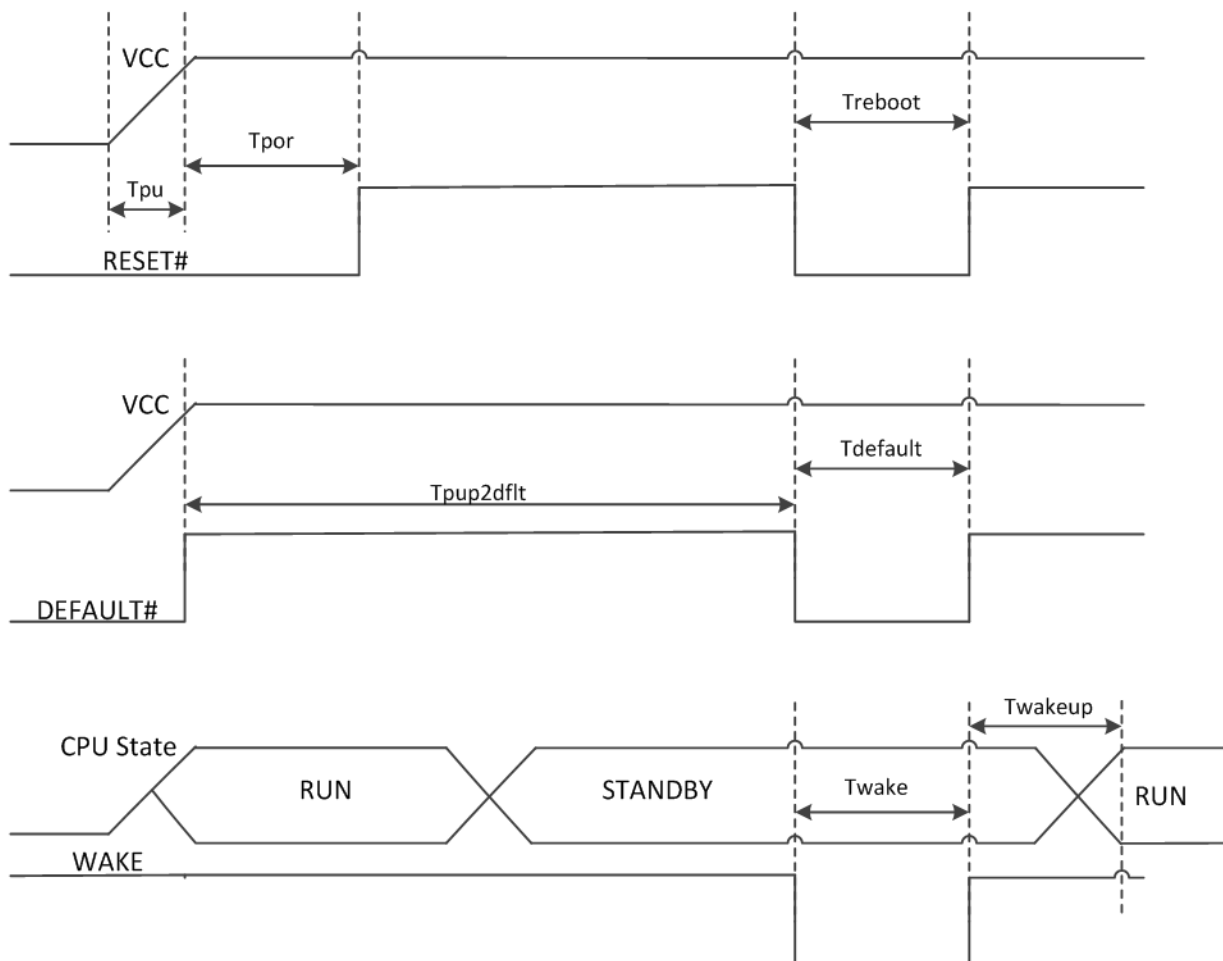 VCC
Treboot
Tpor
Tpu
RESET#
VCC
Tdefault
Tpup2dflt
DEFAULT#
Twakeup
CPU State
RUN
STANDBY
Twake
RUN
WAKE